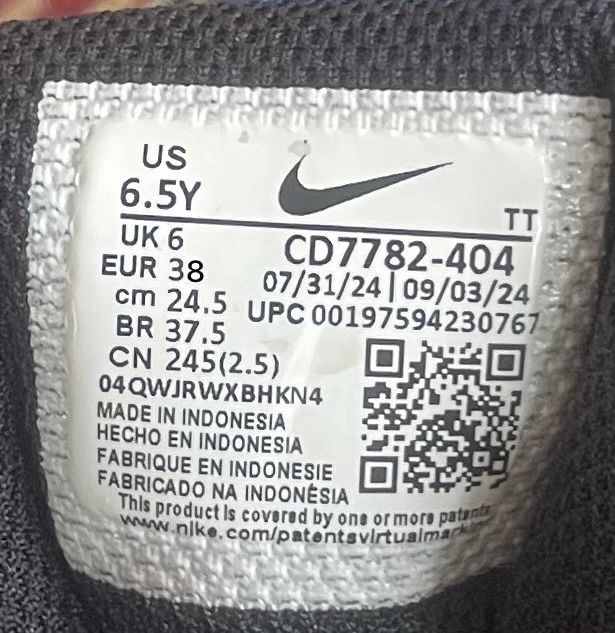 US
6.5Y
TT
UK 6
EUR 38
cm 24.5
BR 37.5
CN 245(2.5)
CD7782-404
07/31/24|09/03/24
UPC 00197594230767
04QWJRWXBHKN4
MADE IN INDONESIA
HECHO EN INDONESIA
FABRIQUE EN INDONESIE
FABRICADO NA INDONÉSIA
This product is covered by one or more patents
www.nike.com/patentsvirtualmark